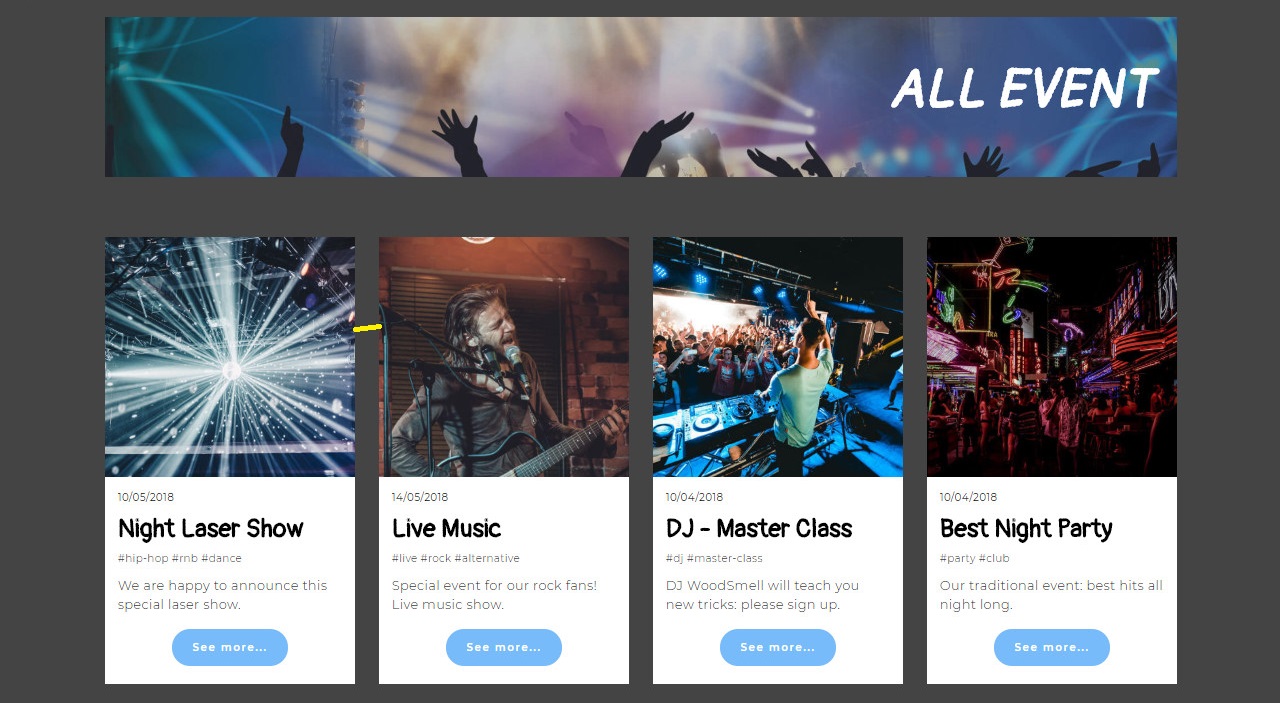 ALL EVENT
10/05/2018
Night Laser Show
#hip-hop #rnb #dance
We are happy to announce this
special laser show.
See more...
14/05/2018
Live Music
#live #rock #alternative
Special event for our rock fans!
Live music show.
See more...
10/04/2018
DJ - Master Class
#dj #master-class
DJ WoodSmell will teach you
new tricks: please sign up.
See more...
10/04/2018
Best Night Party
#party #club
Our traditional event: best hits all
night long.
See more...